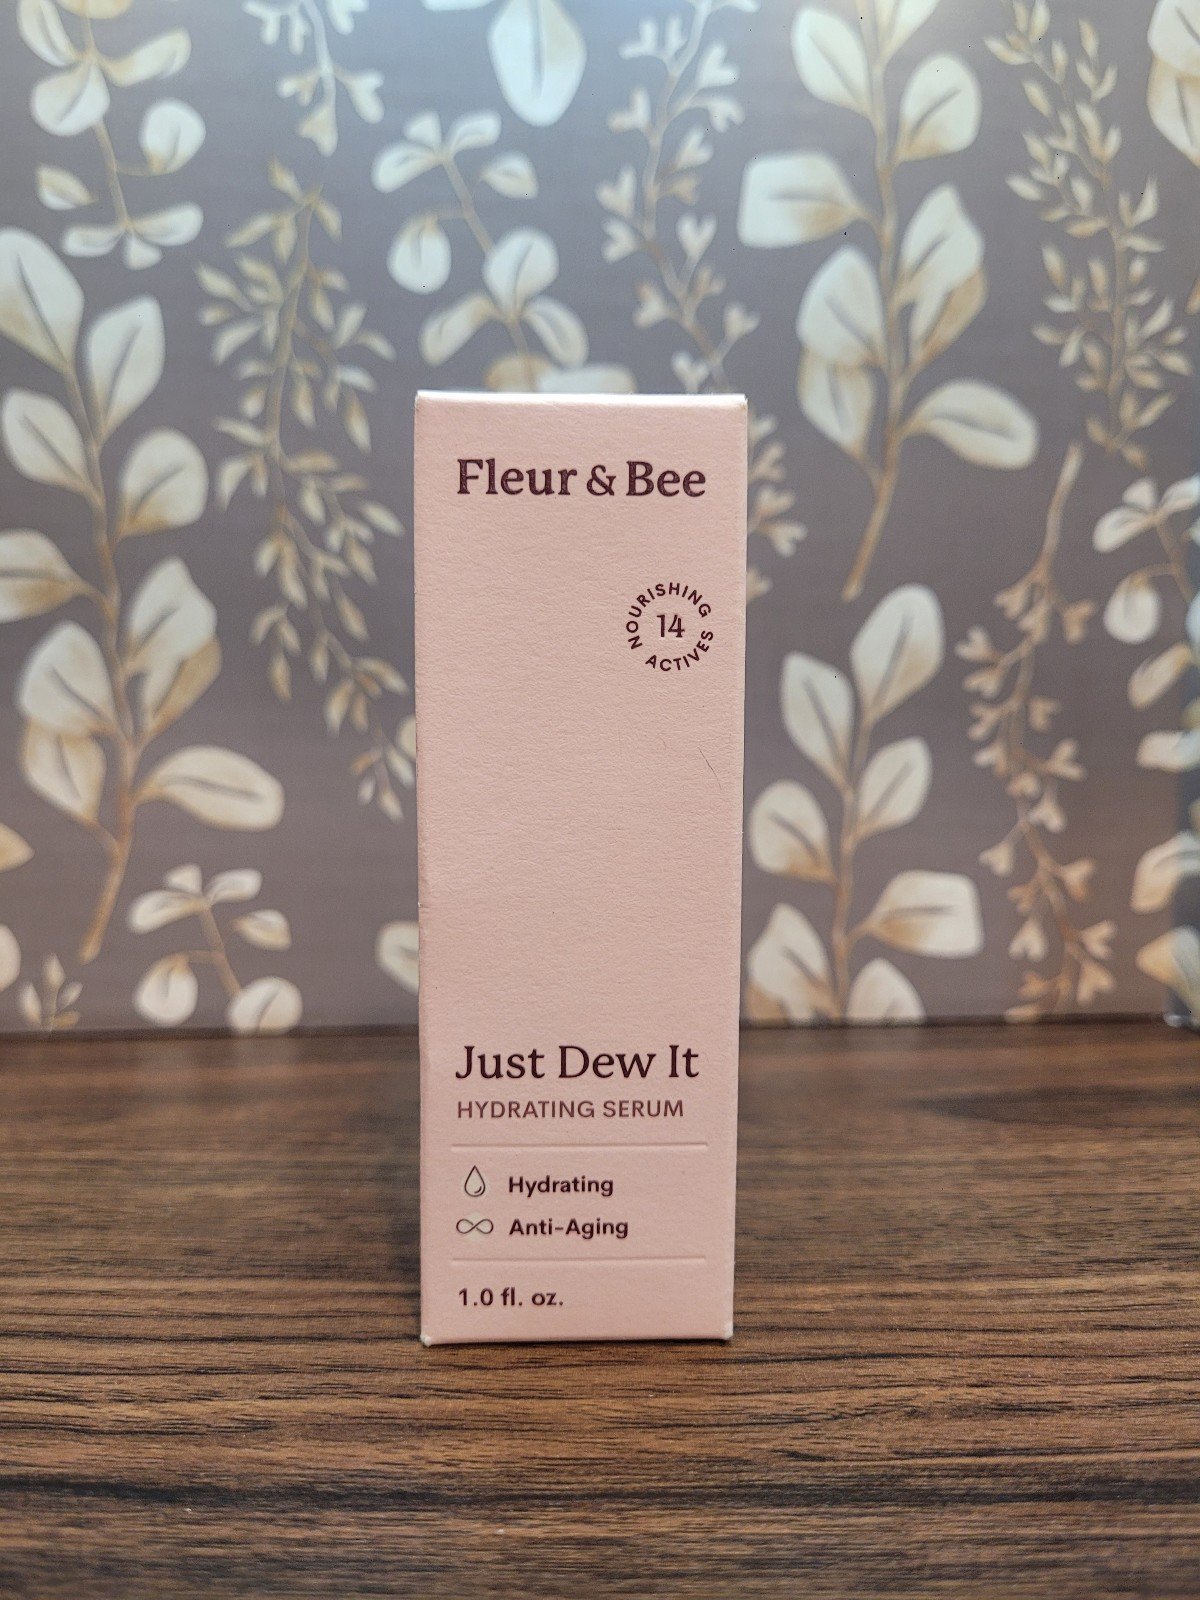 Fleur & Bee
NOURISHING
14
ACTIVES
Just Dew It
HYDRATING SERUM
Hydrating
Anti-Aging
1.0 fl. oz.